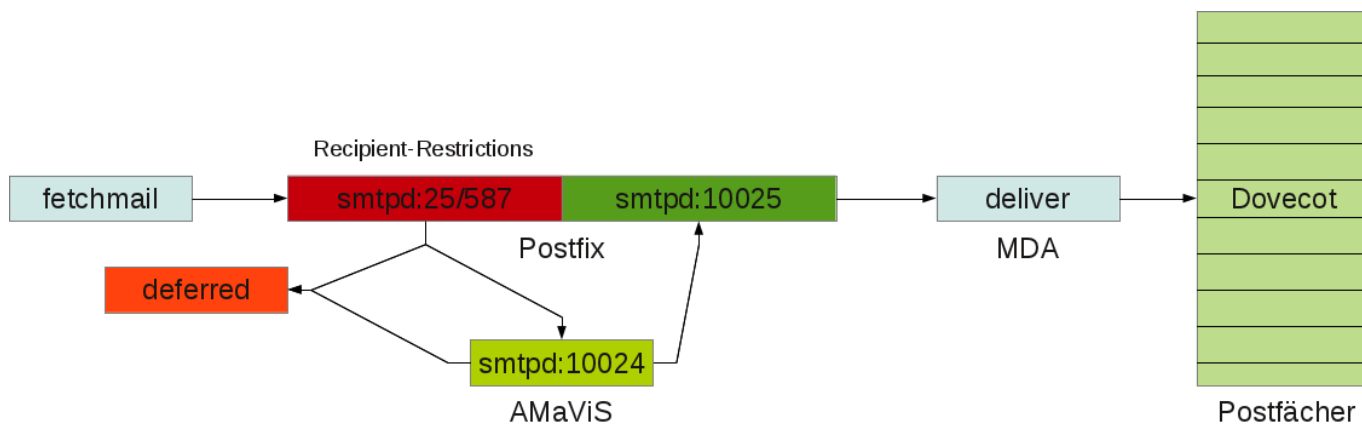 Recipient-Restrictions
fetchmail
smtpd:25/587
smtpd:10025
deliver
Dovecot
Postfix
MDA
deferred
smtpd:10024
AMaViS
Postfächer